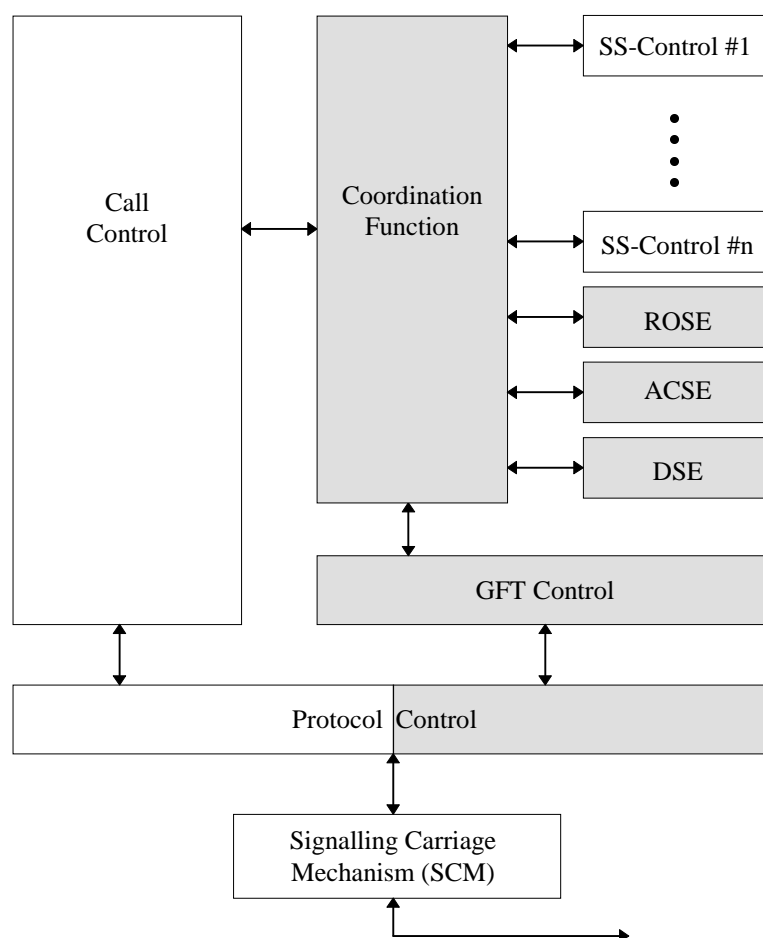 SS-Control #1
Call
Control
Coordination
Function
SS-Control #n
ROSE
ACSE
DSE
GFT Control
Protocol Control
Signalling Carriage
Mechanism (SCM)